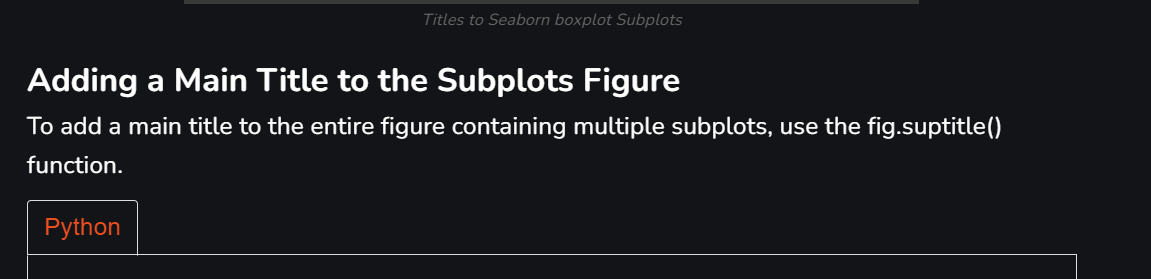 Titles to Seaborn boxplot Subplots
Adding a Main Title to the Subplots Figure
To add a main title to the entire figure containing multiple subplots, use the fig.suptitle()
function.
Python